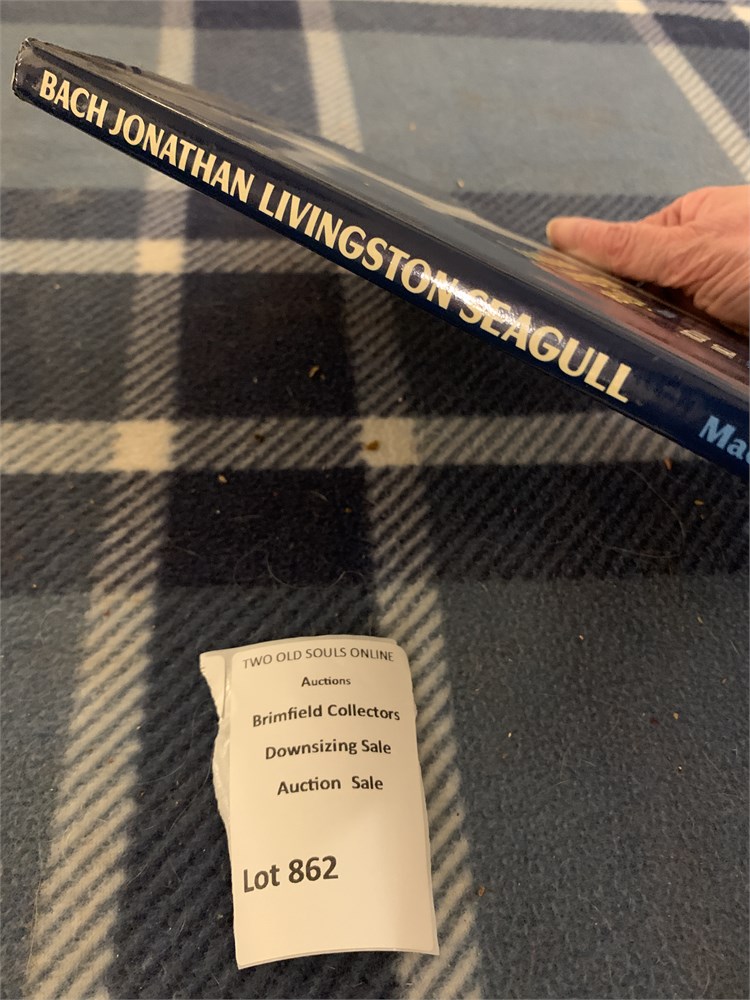 BACH JONATHAN LIVINGSTON SEAGULL
TWO OLD SOULS ONLINE
Auctions
Brimfield Collectors
Downsizing Sale
Auction Sale
Lot 862